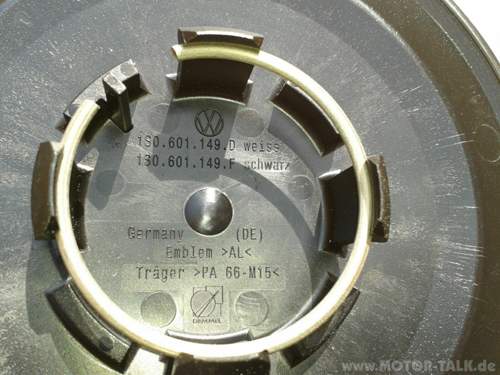 1S0.601.149.D weiss
1S0.601.149.F schwarz
Germany (DE)
Emblem >AL<
Träger >PA 66-M15<
www.MOTOR-TALK.de